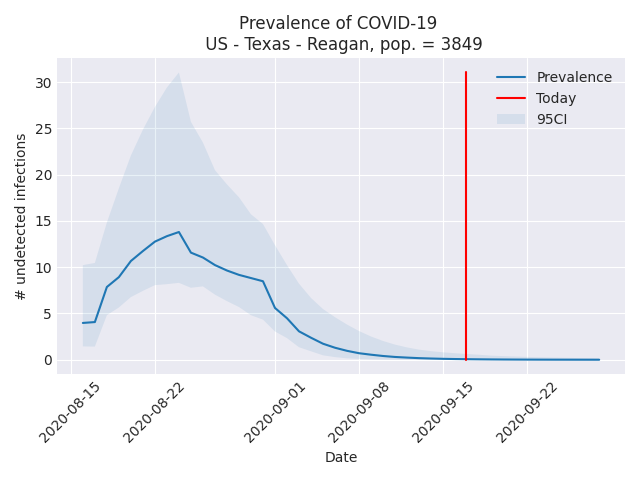 Prevalence of COVID-19
US - Texas - Reagan, pop. = 3849
Prevalence
Today
95CI
# undetected infections
30
25
20
15
10
5
0
2020-08-15
2020-08-22
2020-09-01
2020-09-08
2020-09-15
2020-09-22
Date